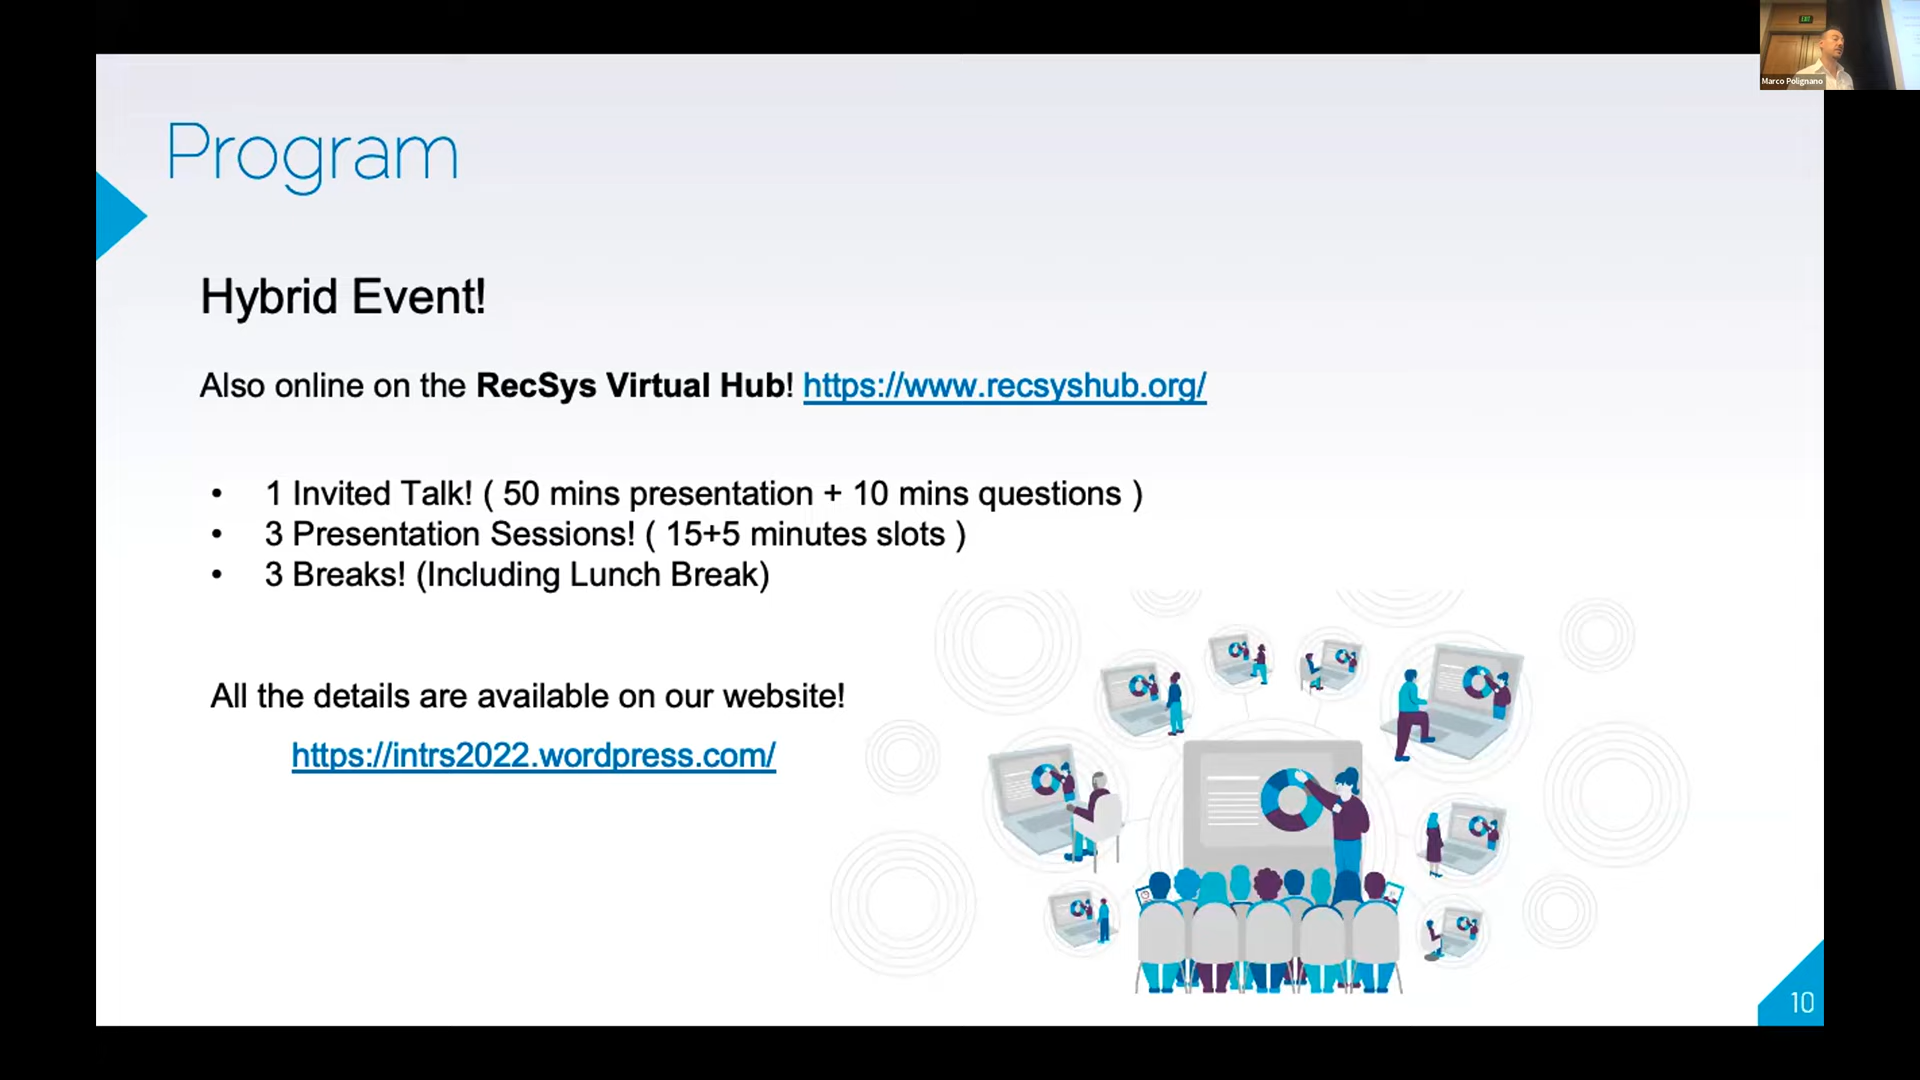 EXIT
Marco Polignano
Program
Hybrid Event!
Also online on the RecSys Virtual Hub! https://www.recsyshub.org/
• 1 Invited Talk! ( 50 mins presentation + 10 mins questions )
• 3 Presentation Sessions! ( 15+5 minutes slots )
• 3 Breaks! (Including Lunch Break)
All the details are available on our website!
https://intrs2022.wordpress.com/
10